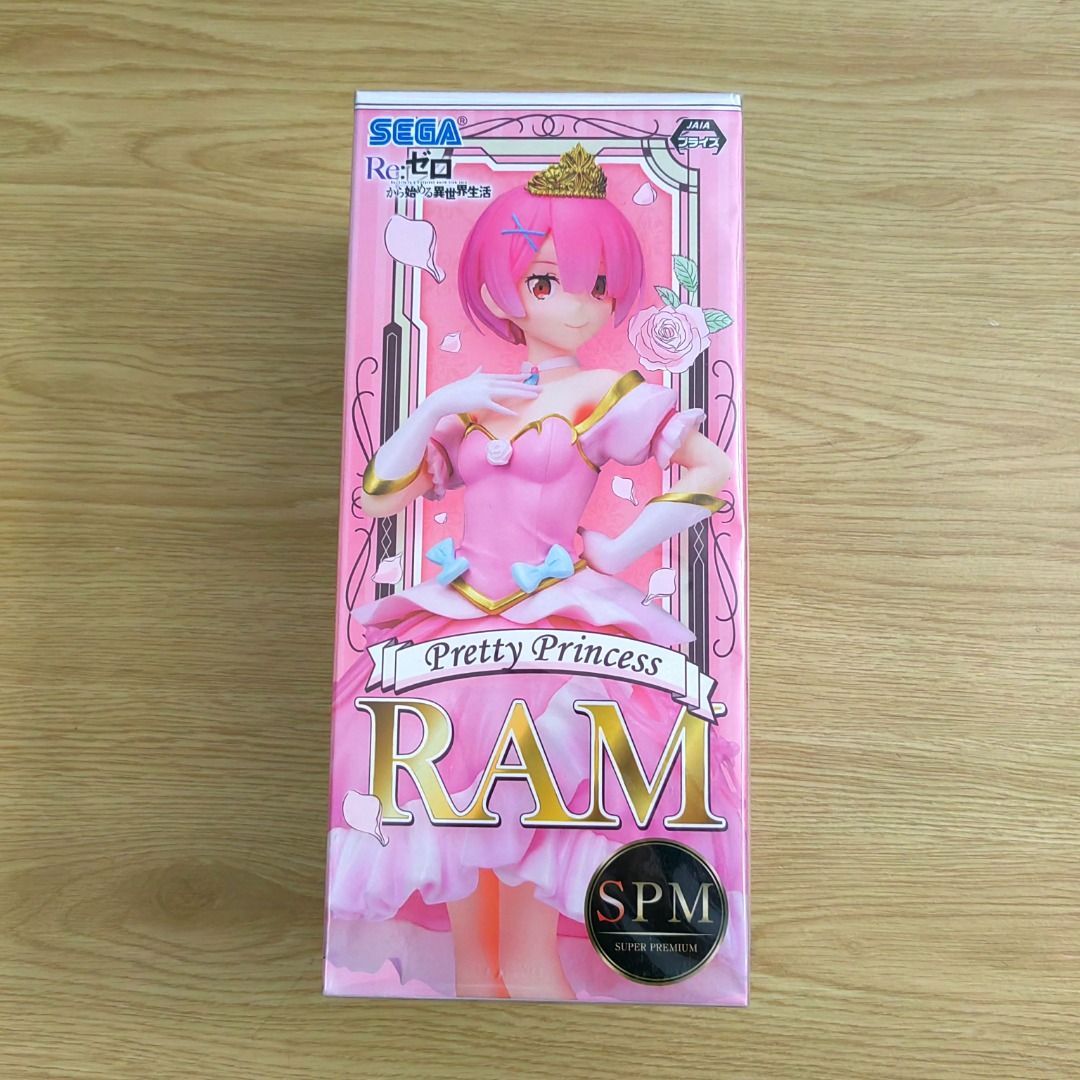 SEGA®
JAIA
プライズ
Re:ゼロ
から始める異世界生活
Pretty Princess
RAM
SPM
SUPER PREMIUM